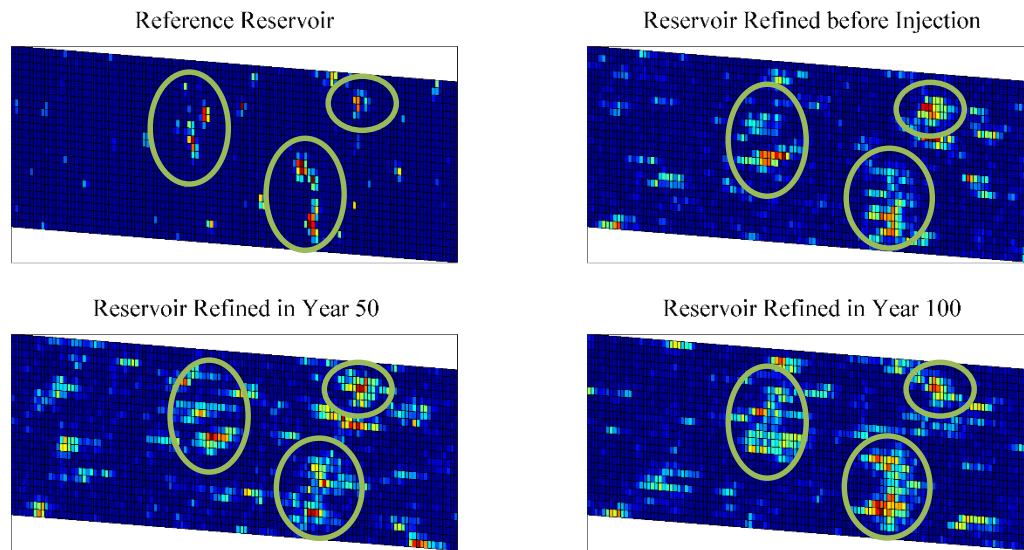 Reference Reservoir
Reservoir Refined before Injection
Reservoir Refined in Year 50
Reservoir Refined in Year 100